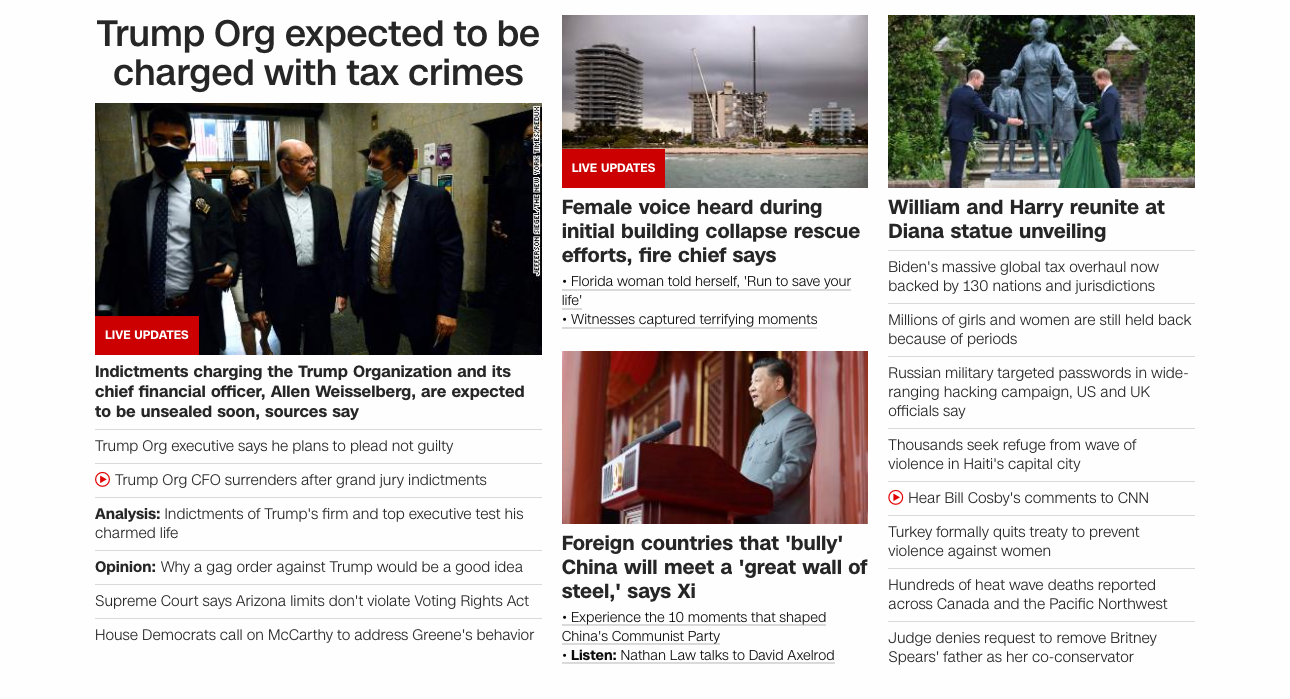 Trump Org expected to be
charged with tax crimes
JEFFERSON SIEGEL/THE NEW YORK TIMES/REDUX
LIVE UPDATES
Indictments charging the Trump Organization and its
chief financial officer, Allen Weisselberg, are expected
to be unsealed soon, sources say
Trump Org executive says he plans to plead not guilty
Trump Org CFO surrenders after grand jury indictments
Analysis: Indictments of Trump's firm and top executive test his
charmed life
Opinion: Why a gag order against Trump would be a good idea
Supreme Court says Arizona limits don't violate Voting Rights Act
House Democrats call on McCarthy to address Greene's behavior
LIVE UPDATES
Female voice heard during
initial building collapse rescue
efforts, fire chief says
• Florida woman told herself, 'Run to save your
life'
• Witnesses captured terrifying moments
Foreign countries that 'bully'
China will meet a 'great wall of
steel,' says Xi
• Experience the 10 moments that shaped
China's Communist Party
• Listen: Nathan Law talks to David Axelrod
William and Harry reunite at
Diana statue unveiling
Biden's massive global tax overhaul now
backed by 130 nations and jurisdictions
Millions of girls and women are still held back
because of periods
Russian military targeted passwords in wide-
ranging hacking campaign, US and UK
officials say
Thousands seek refuge from wave of
violence in Haiti's capital city
Hear Bill Cosby's comments to CNN
Turkey formally quits treaty to prevent
violence against women
Hundreds of heat wave deaths reported
across Canada and the Pacific Northwest
Judge denies request to remove Britney
Spears' father as her co-conservator